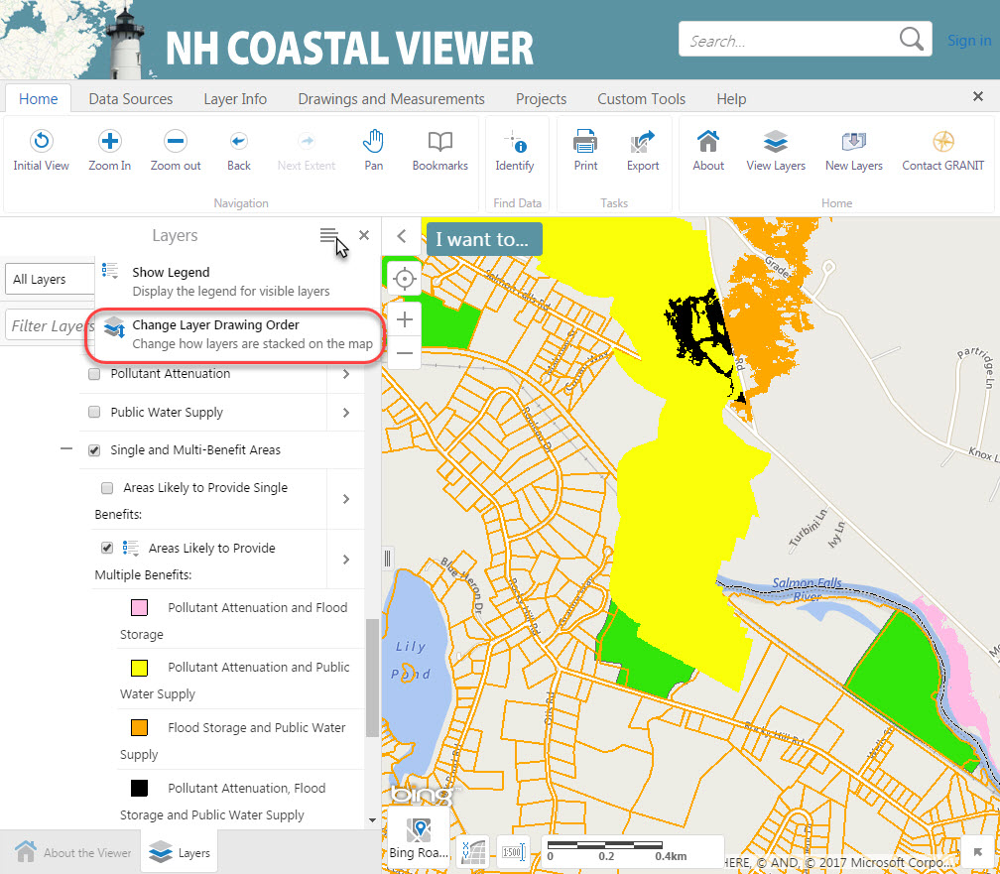 NH COASTAL VIEWER
Search...
Sign in
Home
Data Sources
Layer Info
Drawings and Measurements
Projects
Custom Tools
Help
Initial View
Zoom In
Zoom out
Back
Next Extent
Pan
Bookmarks
Identify
Print
Export
About
View Layers
New Layers
Contact GRANIT
Navigation
Find Data
Tasks
Home
Layers
I want to...
All Layers
Show Legend
Display the legend for visible layers
Filter Layers
Change Layer Drawing Order
Change how layers are stacked on the map
Pollutant Attenuation
Public Water Supply
Single and Multi-Benefit Areas
Areas Likely to Provide Single
Benefits:
Areas Likely to Provide
Multiple Benefits:
Pollutant Attenuation and Flood
Storage
Pollutant Attenuation and Public
Water Supply
Flood Storage and Public Water
Supply
Pollutant Attenuation, Flood
Storage and Public Water Supply
About the Viewer
Layers
Salmon Falls Rd
Grades
Rd
Partridge
Ln
Knox L
Turbini Ln
Ivy Ln
Salmon Falls
River
Blue Heron Dr
Rocky Hill Rd
Lily
Pond
Rocky Hill Rd
bing
Bing Roa...
1:500
0
0.2
0.4km
HERE, © AND, © 2017 Microsoft Corpo...